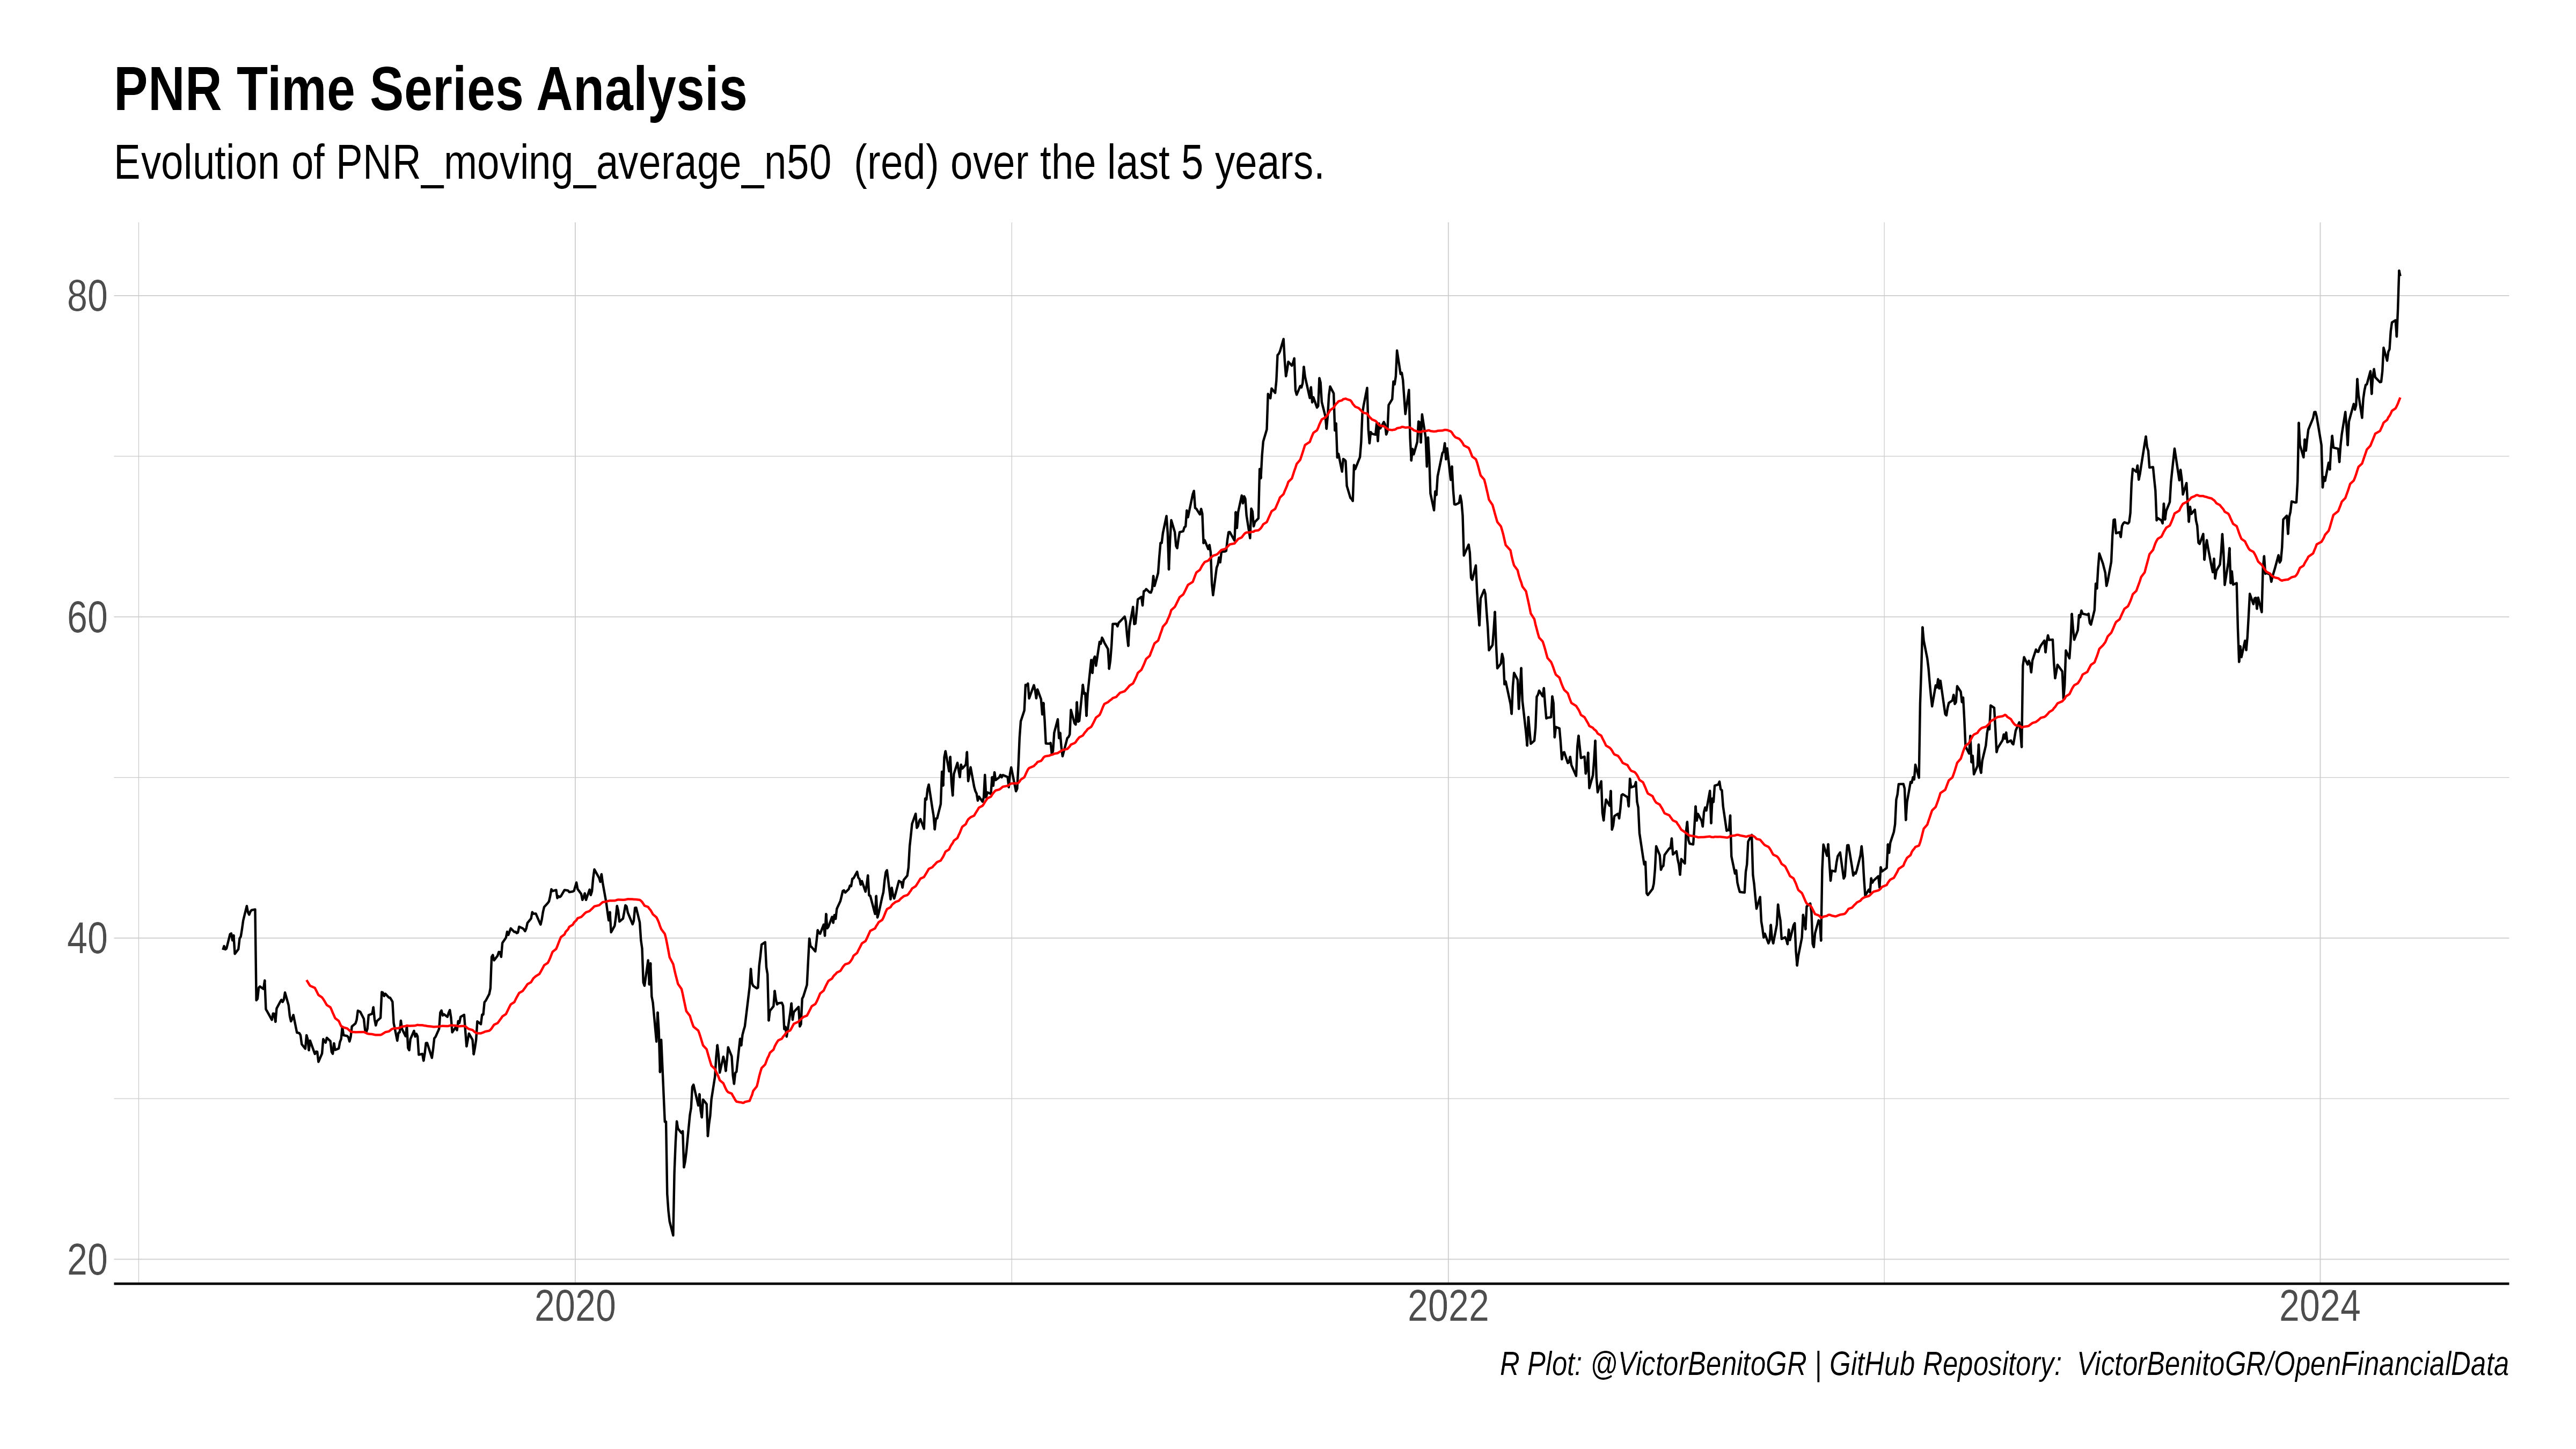 PNR Time Series Analysis
Evolution of PNR_moving_average_n50  (red) over the last 5 years.
80
60
40
20
2020 2022 2024
R Plot: @VictorBenitoGR | GitHub Repository:  VictorBenitoGR/OpenFinancialData